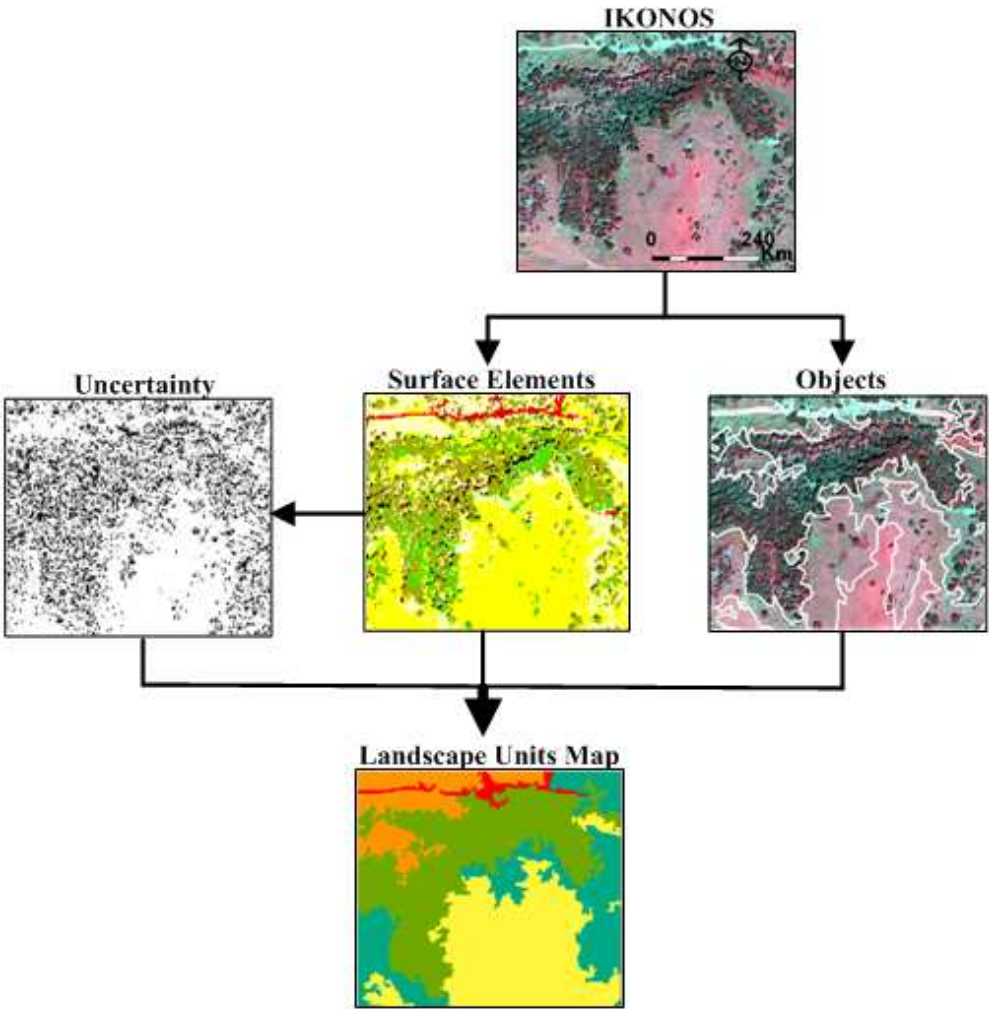 IKONOS
0 240
Km
Uncertainty
Surface Elements
Objects
Landscape Units Map